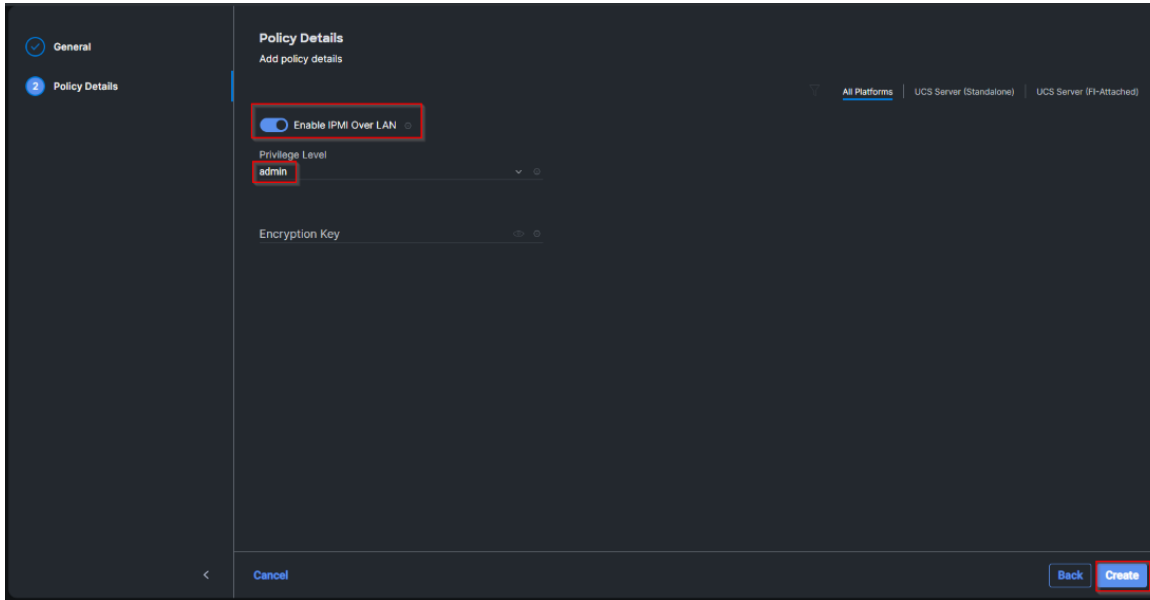 General
2 Policy Details
Policy Details
Add policy details
All Platforms | UCS Server (Standalone) | UCS Server (FI-Attached)
Enable IPMI Over LAN
Privilege Level
admin
Encryption Key
Cancel
Back Create